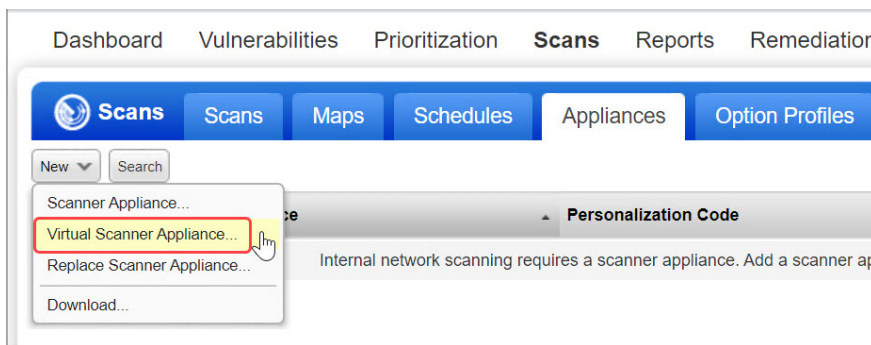 Dashboard Vulnerabilities Prioritization Scans Reports Remediation
Scans Scans Maps Schedules Appliances Option Profiles
New Search
Scanner Appliance...
Virtual Scanner Appliance...
Replace Scanner Appliance...
Download...
Personalization Code
Internal network scanning requires a scanner appliance. Add a scanner